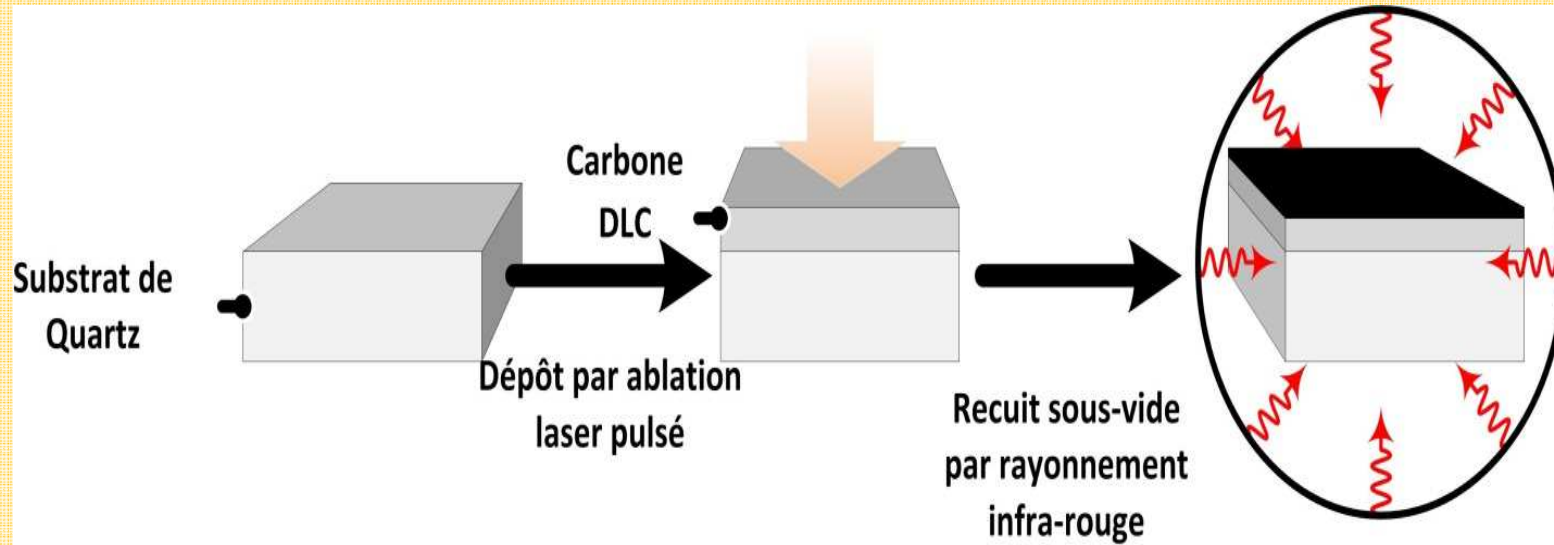 Substrat de
Quartz
Dépôt par ablation
laser pulsé
Carbone
DLC
Recuit sous-vide
par rayonnement
infra-rouge